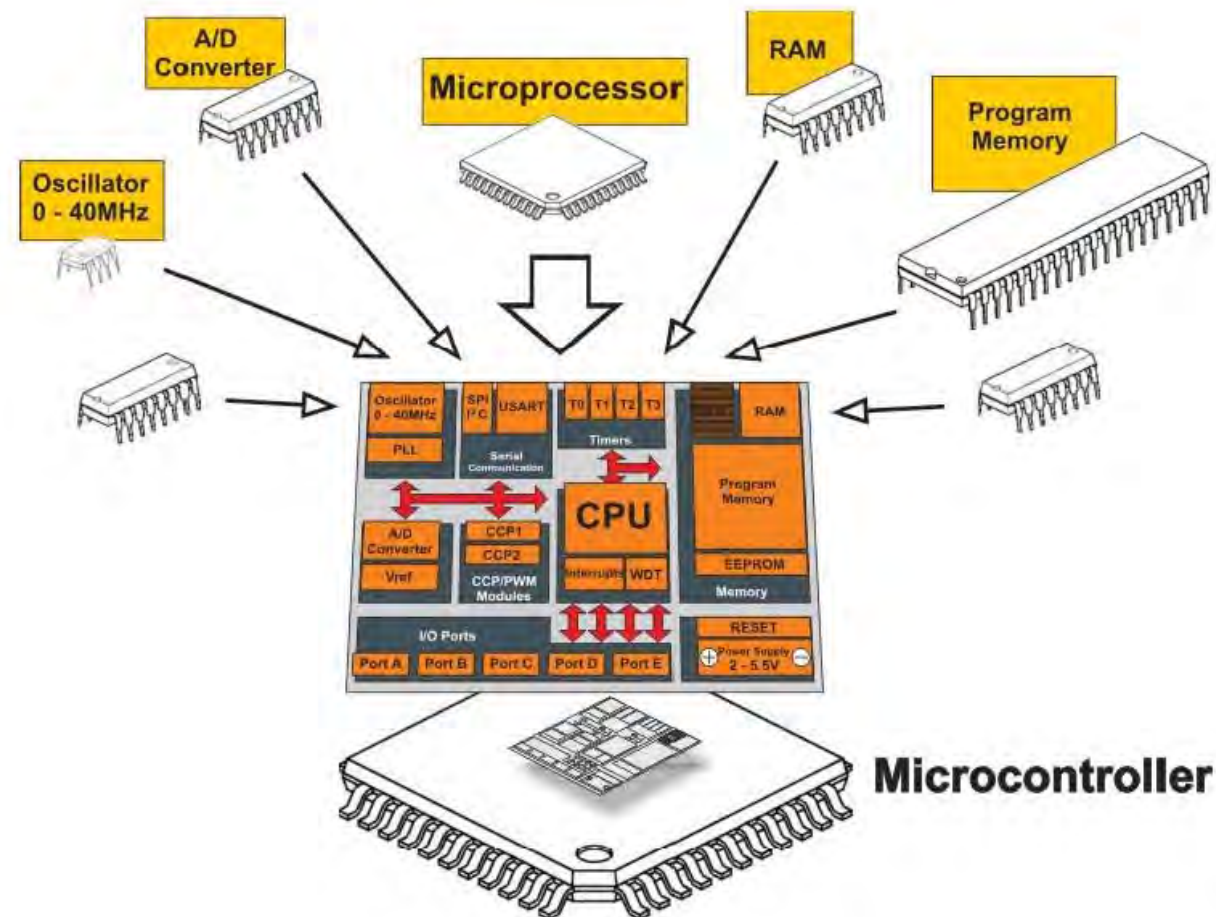 A/D
Converter
Microprocessor
RAM
Program
Memory
Oscillator
0 - 40MHz
Oscillator
0 - 40MHz
PLL
SPI
I²C
USART
Serial
Communication
T0
T1
T2
T3
Timers
RAM
Program
Memory
EEPROM
Memory
A/D
Converter
Vref
CCP1
CCP2
CCP/PWM
Modules
CPU
Interrupts
WDT
I/O Ports
Port A
Port B
Port C
Port D
Port E
RESET
Power Supply
2 - 5.5V
Microcontroller